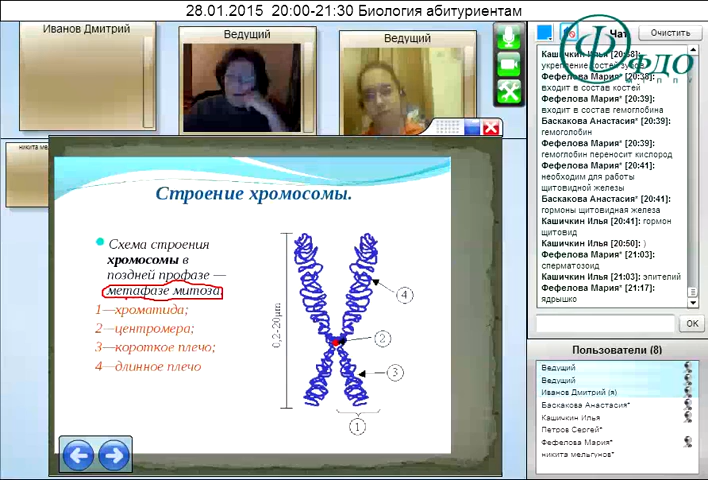 28.01.2015 20:00-21:30 Биология абитуриентам
Иванов Дмитрий
Ведущий
Ведущий
Чат
Очистить
ФДО
Кашичкин Илья [20:38]:
укрепление костей зубов
Фефелова Мария* [20:38]:
входит в состав костей
Фефелова Мария* [20:39]:
входит в состав гемоглобина
Баскакова Анастасия* [20:39]:
гемоголобин
Фефелова Мария* [20:39]:
гемоглобин переносит кислород
Фефелова Мария* [20:41]:
необходим для работы
щитовидной железы
Баскакова Анастасия* [20:41]:
гормоны щитовидная железа
Кашичкин Илья [20:41]: гормон
щитовид
Кашичкин Илья [20:50]: )
Фефелова Мария* [21:03]:
сперматозоид
Кашичкин Илья [21:03]: эпителий
Фефелова Мария* [21:17]:
ядрышко
OK
Пользователи (8)
Ведущий
Ведущий
Иванов Дмитрий (я)
Баскакова Анастасия*
Кашичкин Илья
Петров Сергей*
Фефелова Мария*
никита мельгунов*
никита мел
Строение хромосомы.
Схема строения
хромосомы в
поздней профазе —
метафазе митоза.
1—хроматида;
2—центромера;
3—короткое плечо;
4—длинное плечо
0,2-20µm
4
2
3
1